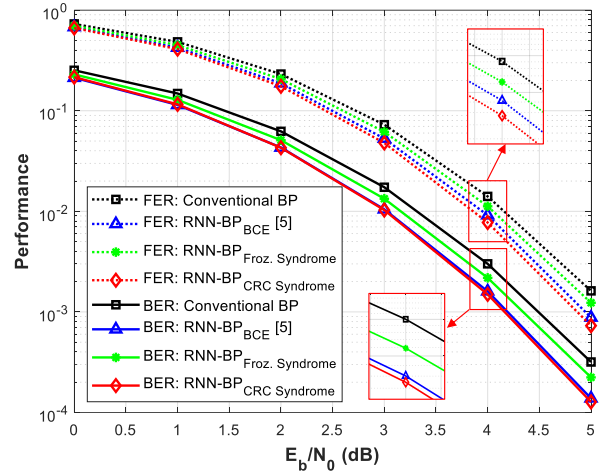 10^0
10^-1
10^-2
10^-3
10^-4
Performance
FER: Conventional BP
FER: RNN-BP_BCE [5]
FER: RNN-BP_Froz. Syndrome
FER: RNN-BP_CRC Syndrome
BER: Conventional BP
BER: RNN-BP_BCE [5]
BER: RNN-BP_Froz. Syndrome
BER: RNN-BP_CRC Syndrome
0 0.5 1 1.5 2 2.5 3 3.5 4 4.5 5
E_b/N_0 (dB)